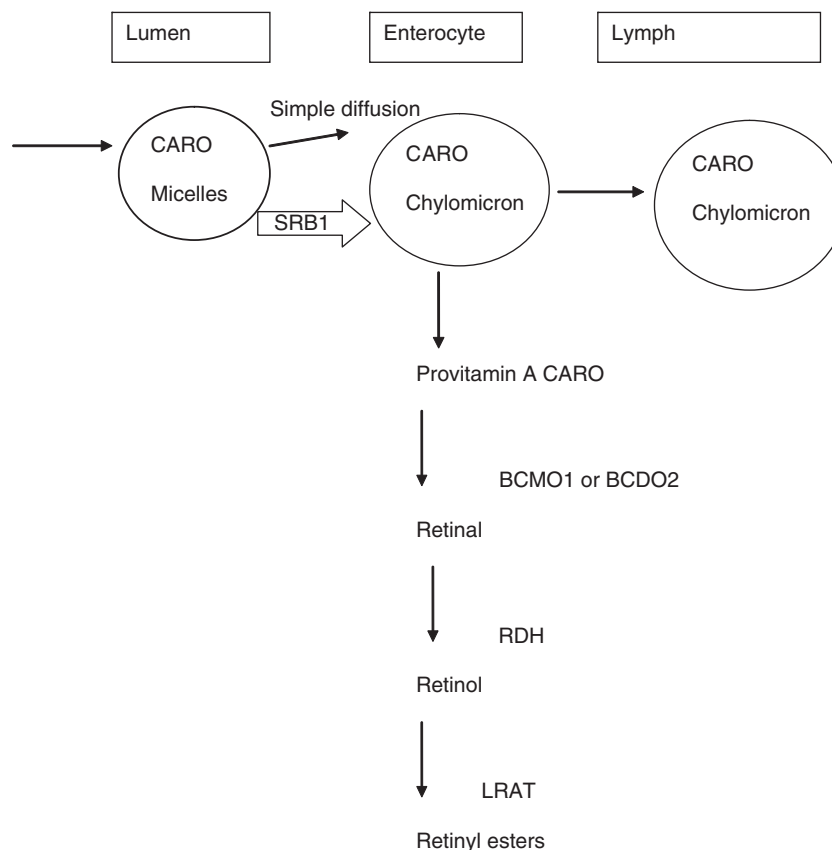 Lumen
Enterocyte
Lymph
Simple diffusion
CARO
Micelles
SRB1
CARO
Chylomicron
CARO
Chylomicron
Provitamin A CARO
BCMO1 or BCDO2
Retinal
RDH
Retinol
LRAT
Retinyl esters